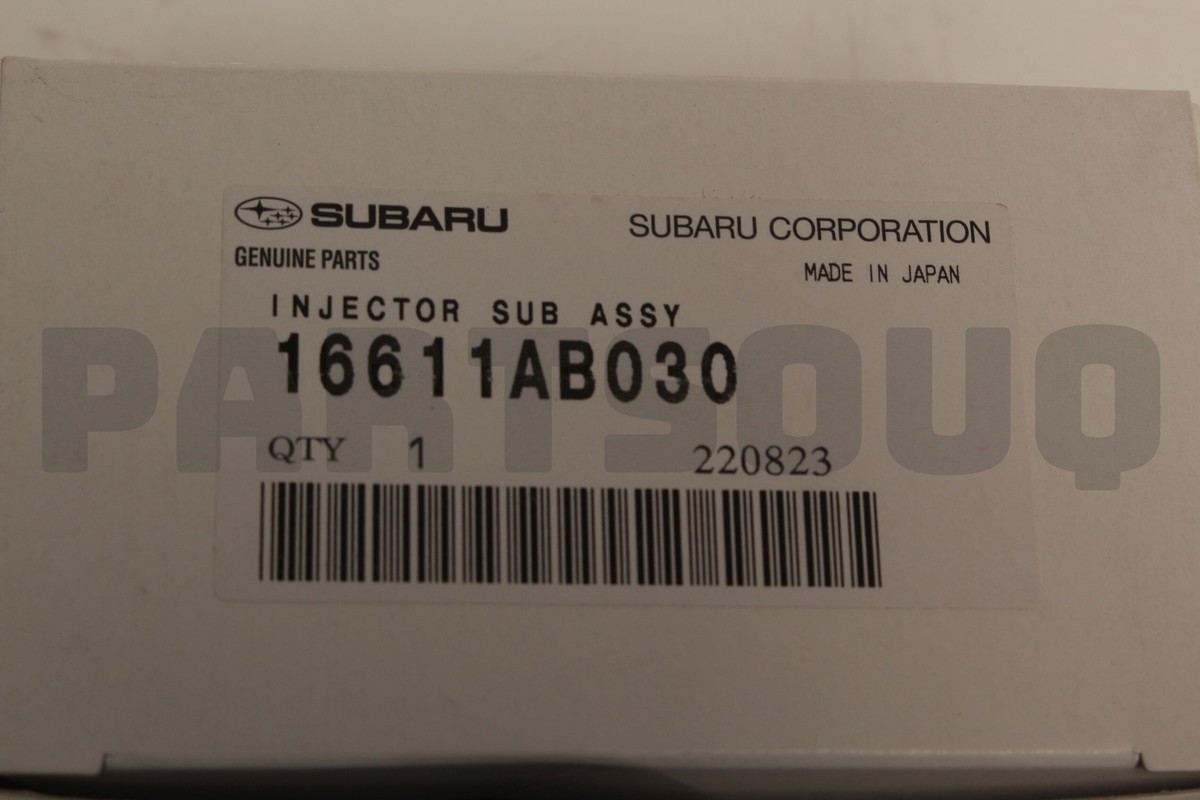 SUBARU
SUBARU CORPORATION
GENUINE PARTS
MADE IN JAPAN
INJECTOR SUB ASSY
16611AB030
PARTSOUQ
QTY 1
220823